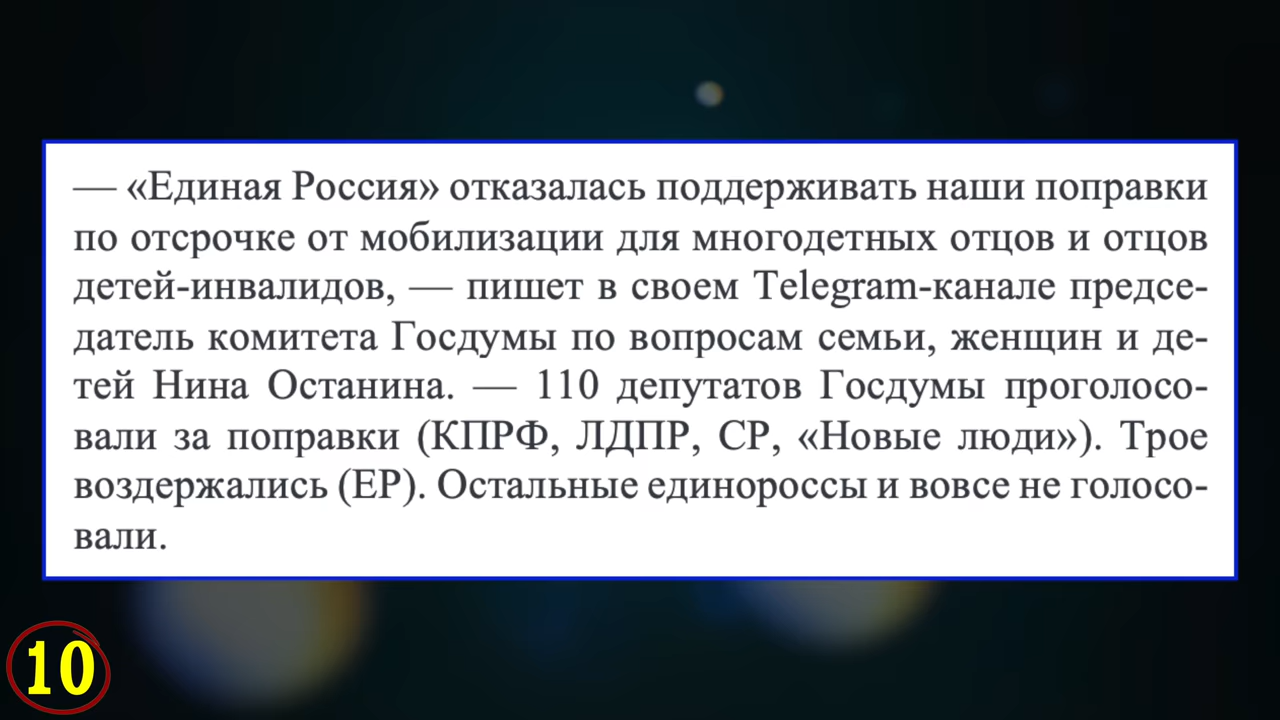 — «Единая Россия» отказалась поддерживать наши поправки
по отсрочке от мобилизации для многодетных отцов и отцов
детей-инвалидов, — пишет в своем Telegram-канале предсе-
датель комитета Госдумы по вопросам семьи, женщин и де-
тей Нина Останина. — 110 депутатов Госдумы проголосо-
вали за поправки (КПРФ, ЛДПР, СР, «Новые люди»). Трое
воздержались (ЕР). Остальные единороссы и вовсе не голосо-
вали.
10